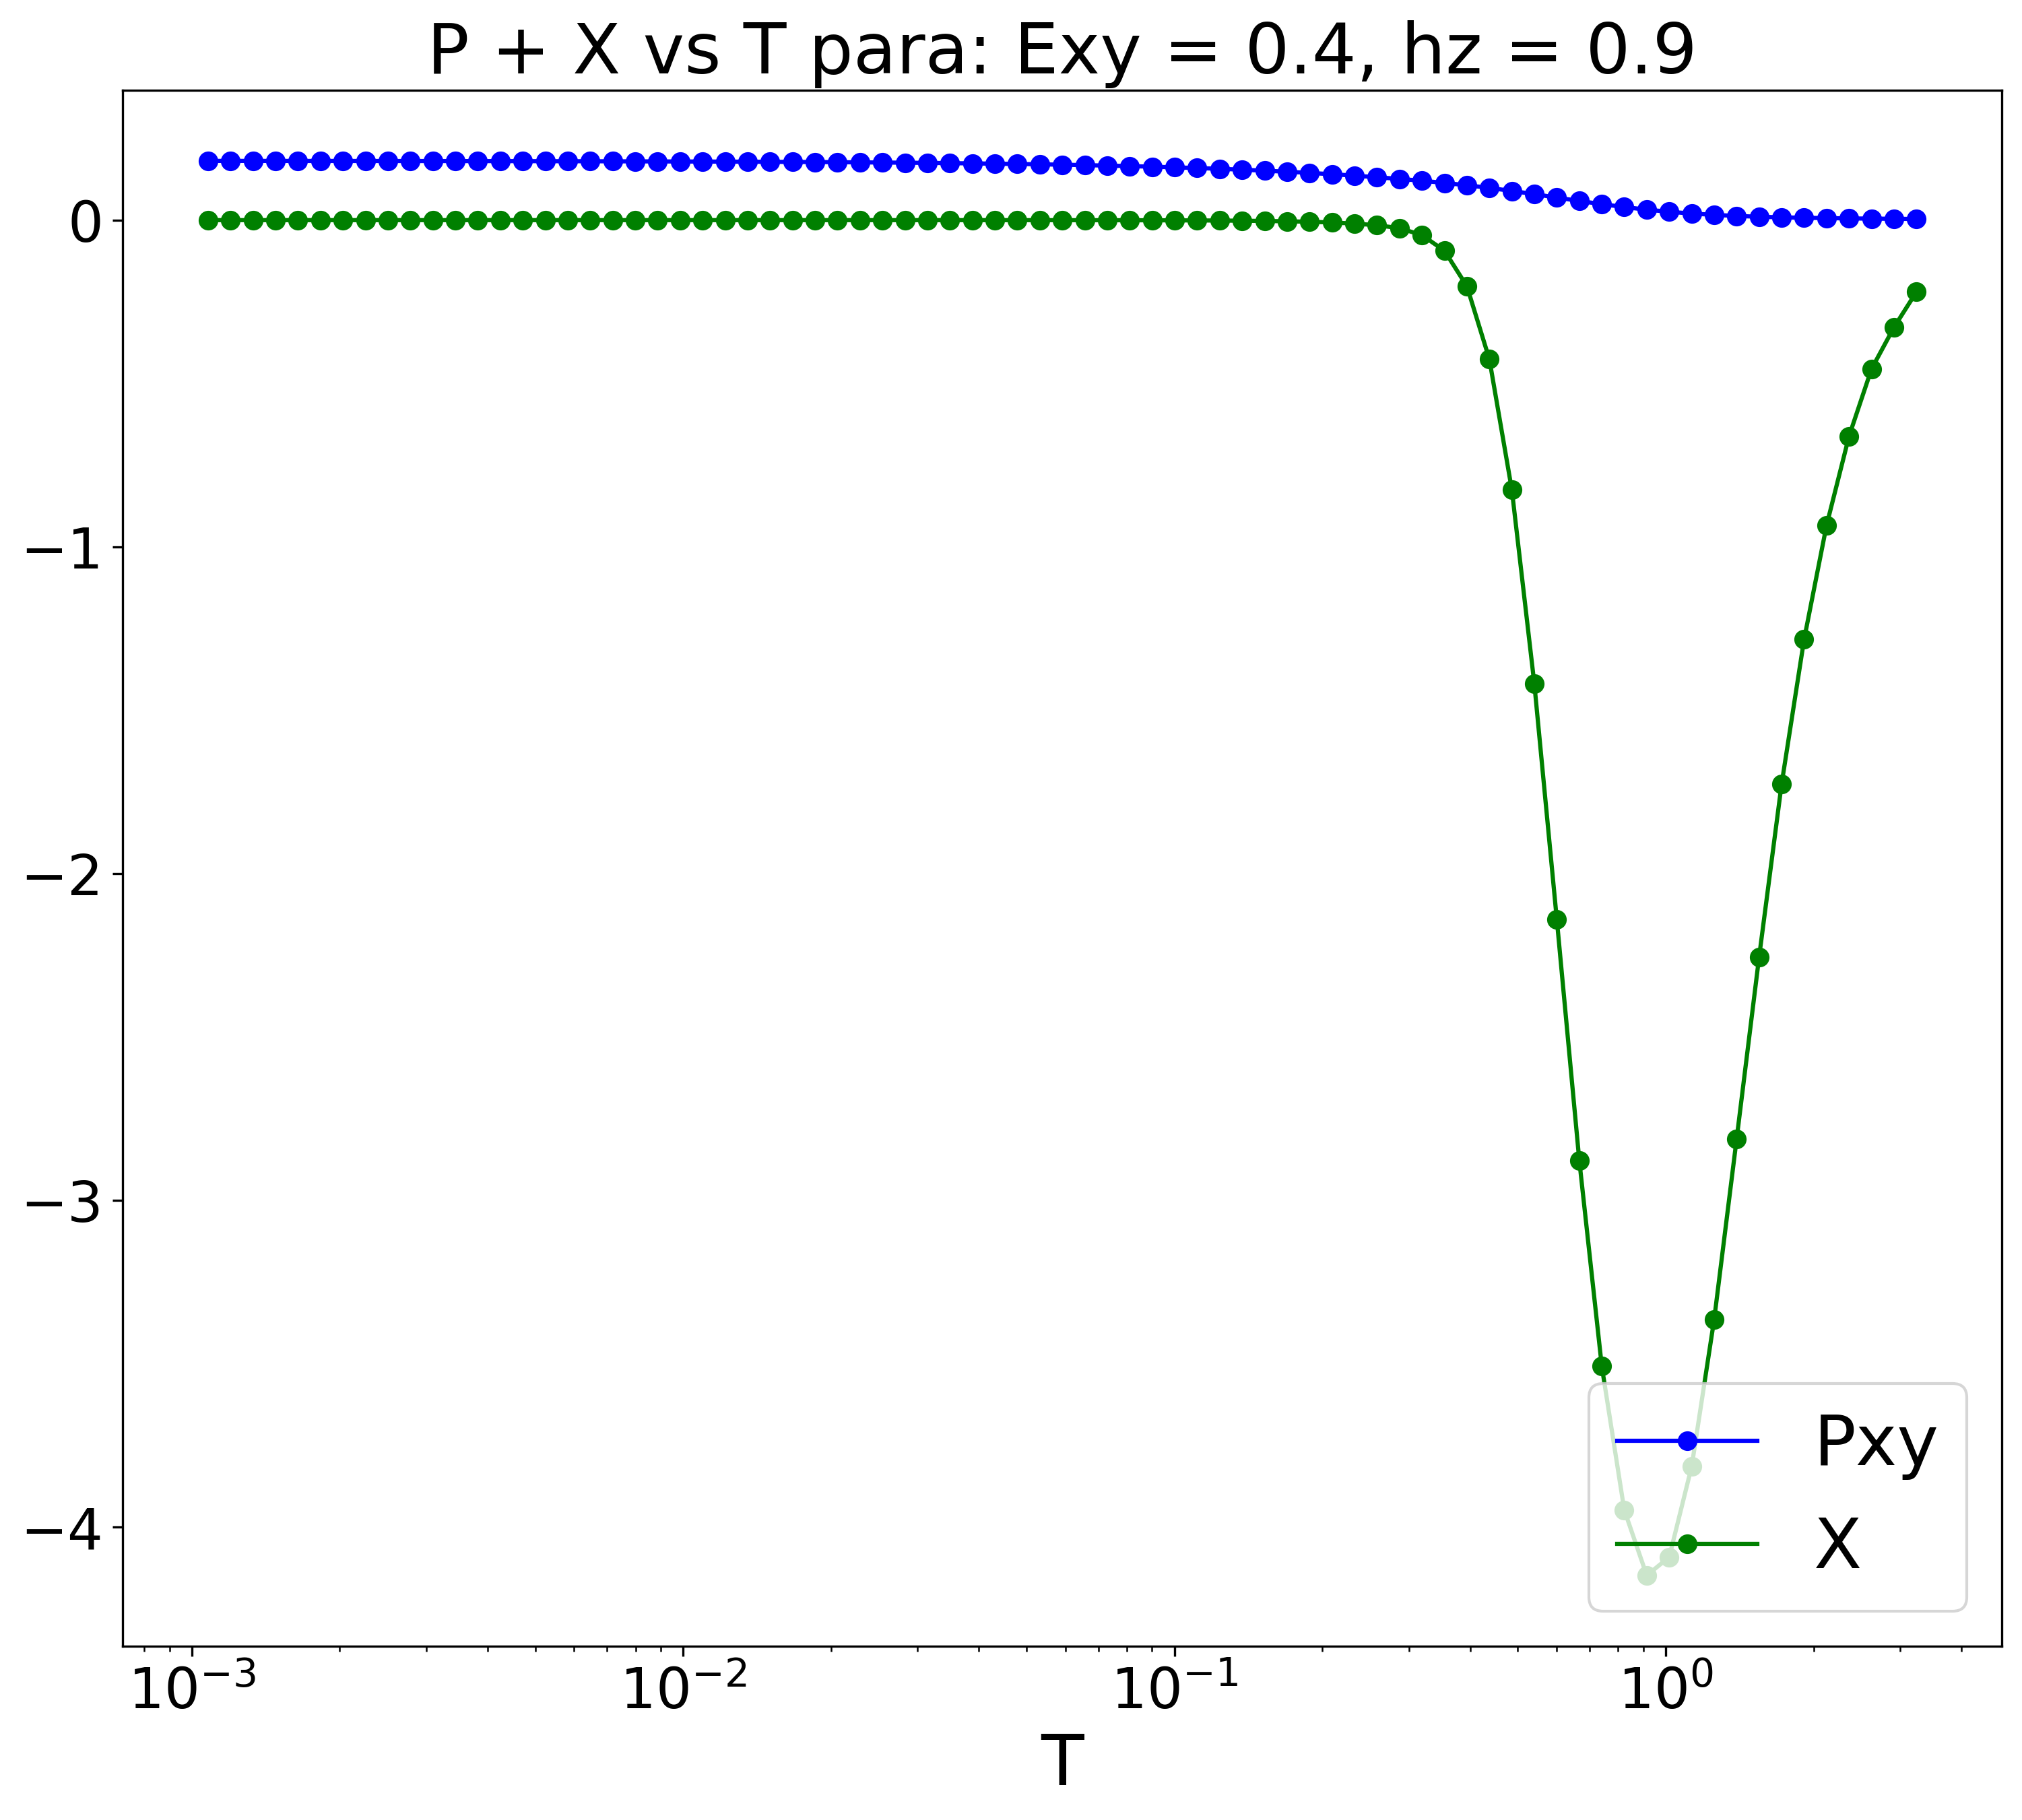 P + X vs T para: Exy = 0.4, hz = 0.9
0
−1
−2
−3
−4
Pxy
X
10⁻³ 10⁻² 10⁻¹ 10⁰
T